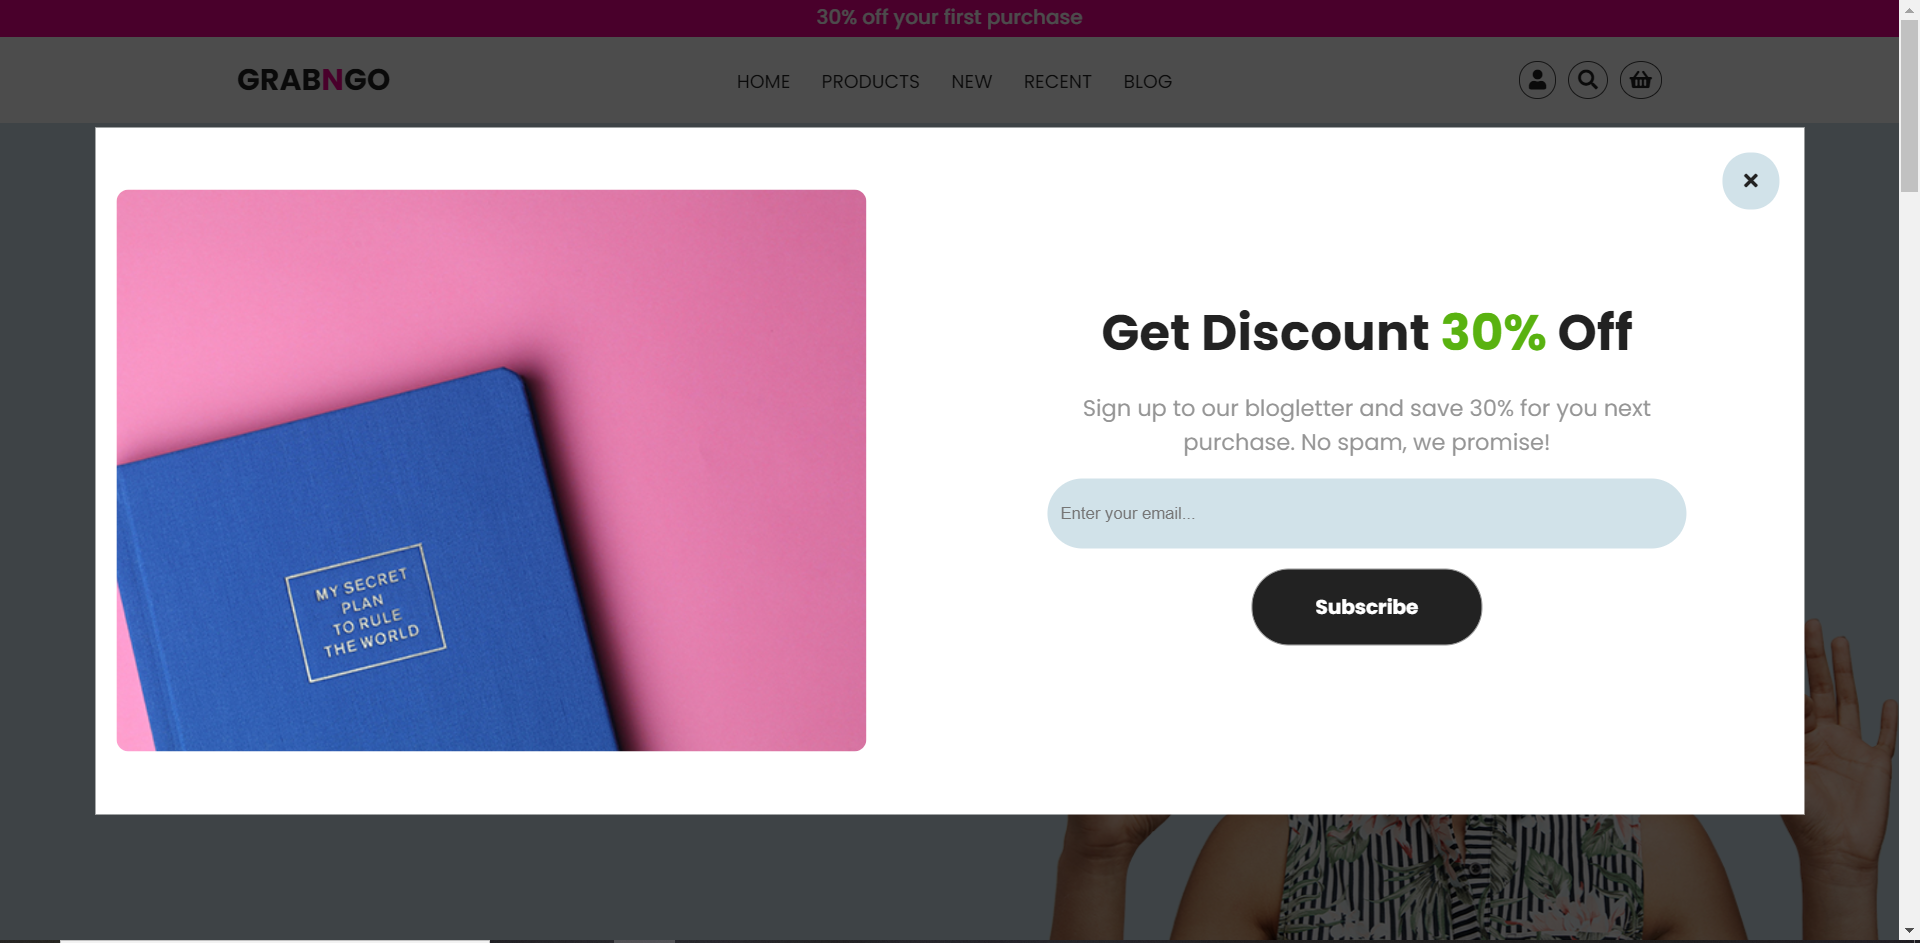 30% off your first purchase
GRABNGO
HOME PRODUCTS NEW RECENT BLOG
MY SECRET
PLAN
TO RULE
THE WORLD
Get Discount 30% Off
Sign up to our blogletter and save 30% for you next
purchase. No spam, we promise!
Enter your email...
Subscribe